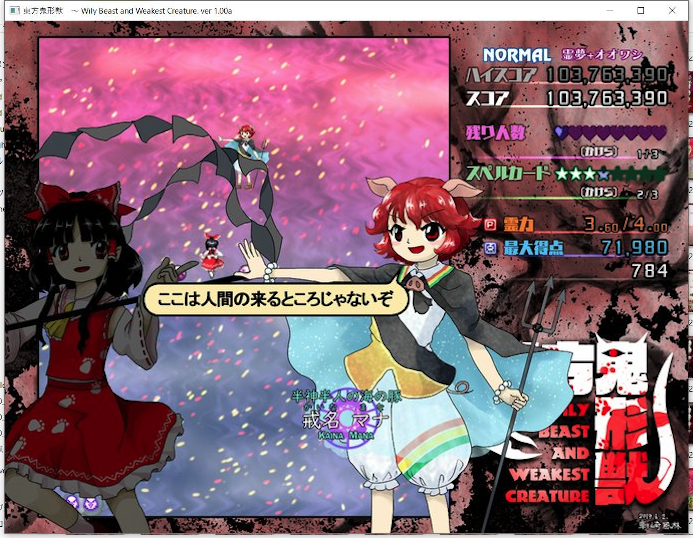 東方鬼形獣　～ Wily Beast and Weakest Creature. ver 1.00a
NORMAL 霊夢+オオワシ
ハイスコア 103,763,390
スコア 103,763,390
残り人数
(かけら) 1/3
スペルカード
(かけら) 2/3
霊力 3.60/4.00
最大得点 71,980
784
ここは人間の来るところじゃないぞ
半神半人の海の豚
戒名 マナ
Kaina Mana
鬼形獣
WILY
BEAST
AND
WEAKEST
CREATURE